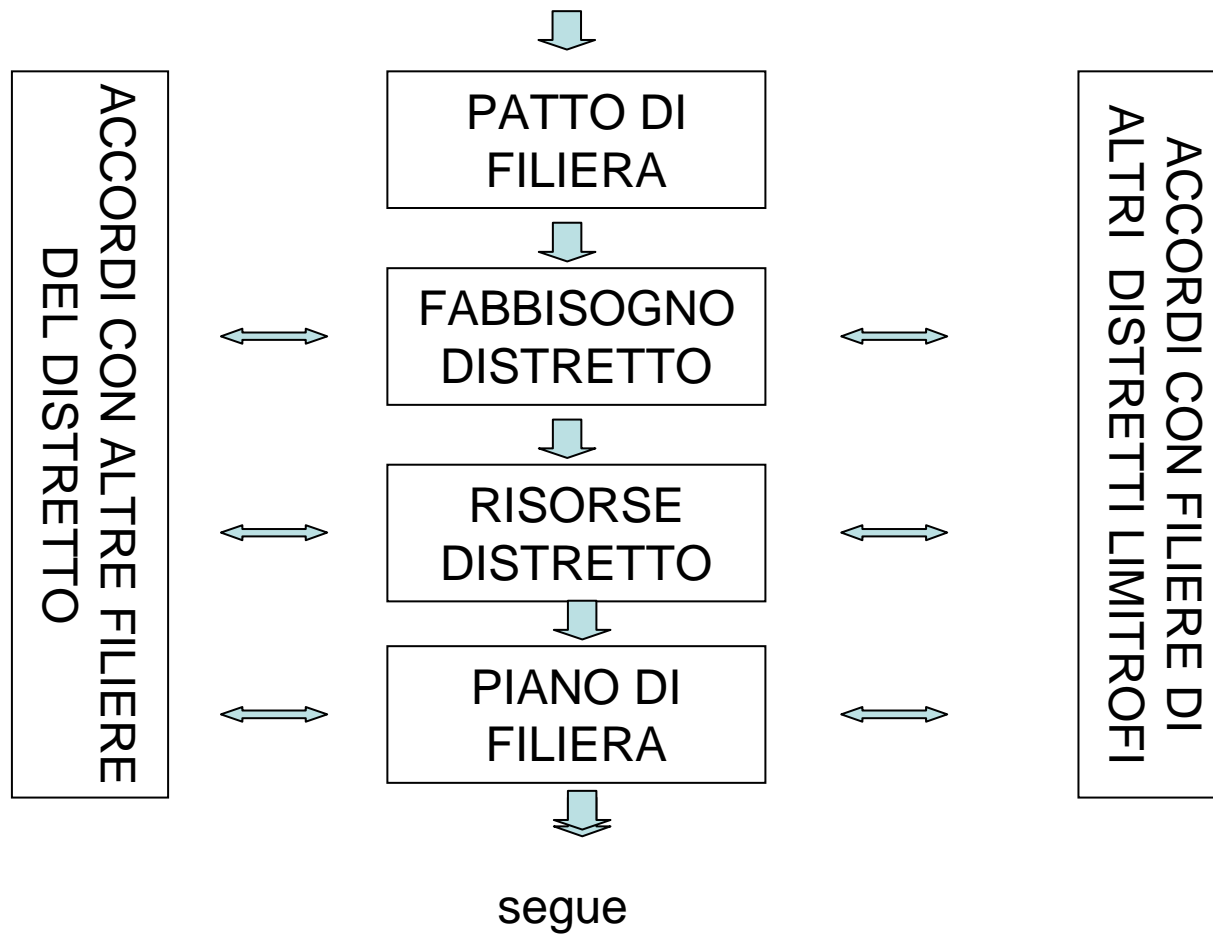 ACCORDI CON ALTRE FILIERE
DEL DISTRETTO
PATTO DI
FILIERA
FABBISOGNO
DISTRETTO
RISORSE
DISTRETTO
PIANO DI
FILIERA
ACCORDI CON FILIERE DI
ALTRI DISTRETTI LIMITROFI
segue